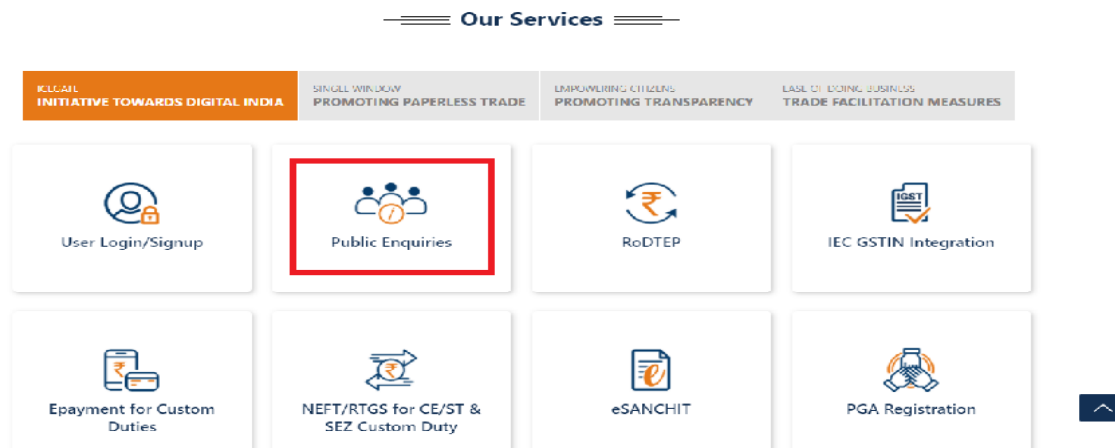 Our Services
ICEGATE
INITIATIVE TOWARDS DIGITAL INDIA
SINGLE WINDOW
PROMOTING PAPERLESS TRADE
EMPOWERING CITIZENS
PROMOTING TRANSPARENCY
EASE OF DOING BUSINESS
TRADE FACILITATION MEASURES
User Login/Signup
Public Enquiries
RoDTEP
IGST
IEC GSTIN Integration
Epayment for Custom
Duties
NEFT/RTGS for CE/ST &
SEZ Custom Duty
eSANCHIT
PGA Registration